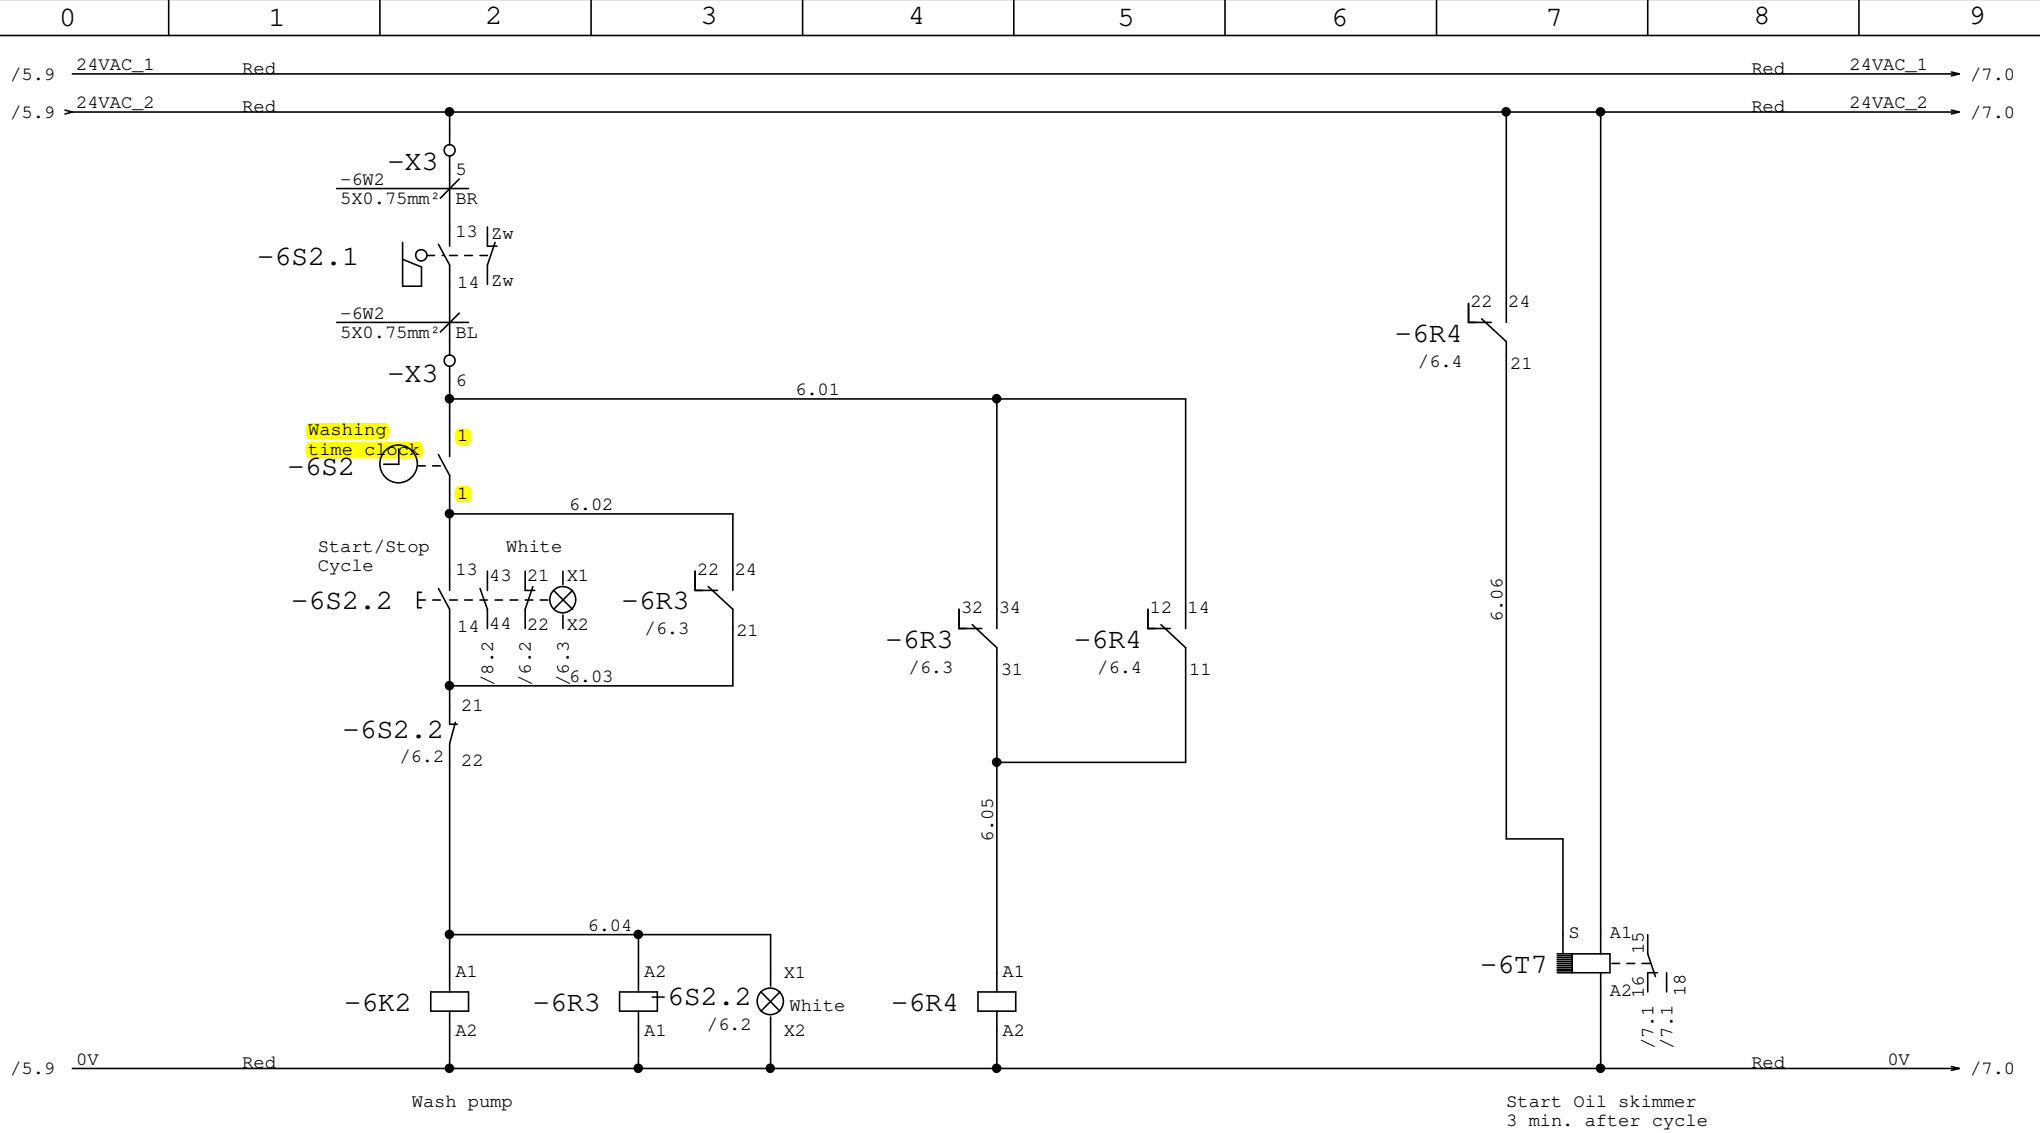 0 1 2 3 4 5 6 7 8 9
/5.9 24VAC_1 Red Red 24VAC_1 /7.0
/5.9 24VAC_2 Red Red 24VAC_2 /7.0
-X3 5
-6W2
5X0.75mm² BR
13 Zw
-6S2.1
14 Zw
-6W2
5X0.75mm² BL
-X3 6
22 24
-6R4
/6.4 21
6.01
Washing
time clock
1
-6S2
1
6.02
Start/Stop
Cycle
White
13 43 21 X1
-6S2.2
14 44 22 X2
/8.2 /6.2 /6.3
22 24
-6R3
/6.3 21
6.03
32 34
-6R3
/6.3 31
12 14
-6R4
/6.4 11
6.06
21
-6S2.2
/6.2 22
6.05
6.04
A1
-6K2
A2
A2
-6R3
A1
X1
-6S2.2 White
/6.2 X2
A1
-6R4
A2
S A1 15
-6T7
A2 16 18
/7.1 /7.1
/5.9 0V Red Red 0V /7.0
Wash pump
Start Oil skimmer
3 min. after cycle